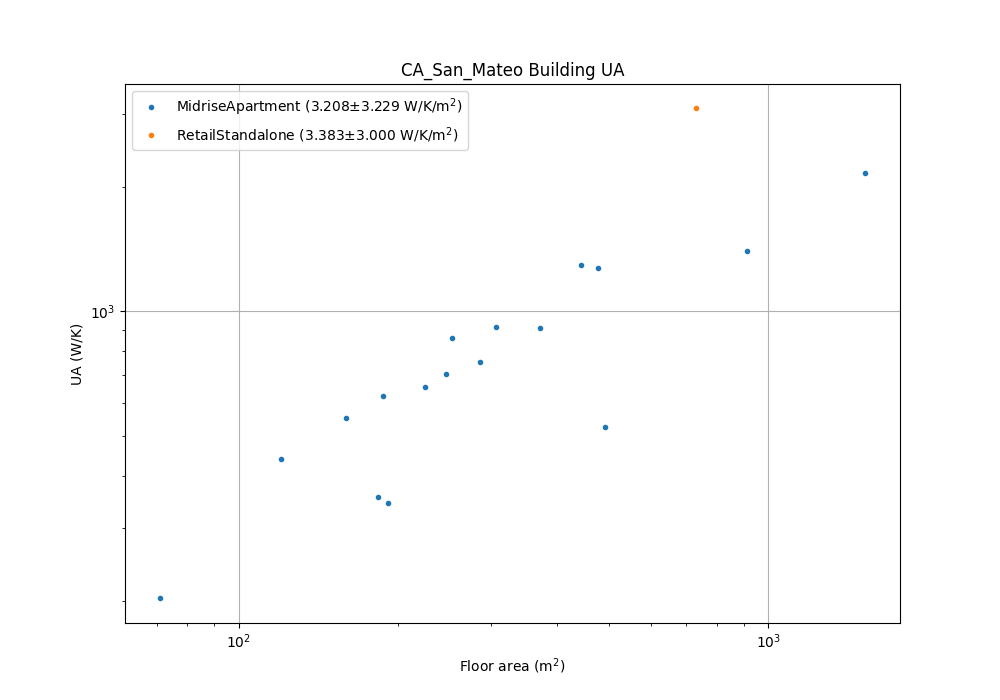 CA_San_Mateo Building UA
MidriseApartment (3.208±3.229 W/K/m²)
RetailStandalone (3.383±3.000 W/K/m²)
10³
UA (W/K)
10² 10³
Floor area (m²)